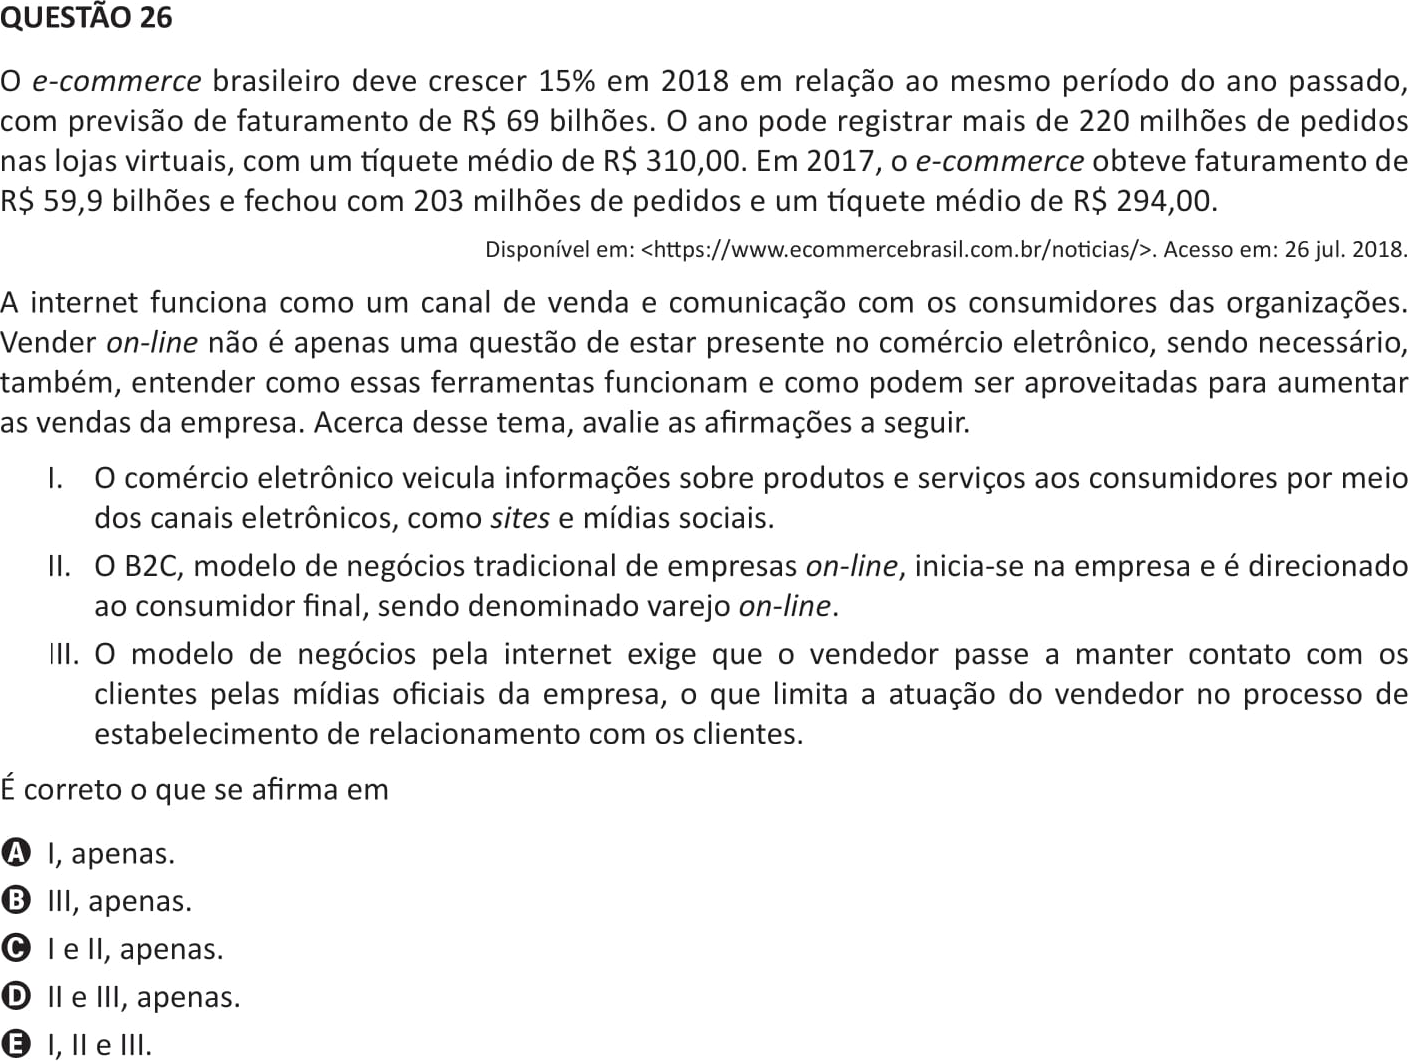 QUESTÃO 26
O e-commerce brasileiro deve crescer 15% em 2018 em relação ao mesmo período do ano passado,
com previsão de faturamento de R$ 69 bilhões. O ano pode registrar mais de 220 milhões de pedidos
nas lojas virtuais, com um tíquete médio de R$ 310,00. Em 2017, o e-commerce obteve faturamento de
R$ 59,9 bilhões e fechou com 203 milhões de pedidos e um tíquete médio de R$ 294,00.
Disponível em: <https://www.ecommercebrasil.com.br/noticias/>. Acesso em: 26 jul. 2018.
A internet funciona como um canal de venda e comunicação com os consumidores das organizações.
Vender on-line não é apenas uma questão de estar presente no comércio eletrônico, sendo necessário,
também, entender como essas ferramentas funcionam e como podem ser aproveitadas para aumentar
as vendas da empresa. Acerca desse tema, avalie as afirmações a seguir.
I. O comércio eletrônico veicula informações sobre produtos e serviços aos consumidores por meio
dos canais eletrônicos, como sites e mídias sociais.
II. O B2C, modelo de negócios tradicional de empresas on-line, inicia-se na empresa e é direcionado
ao consumidor final, sendo denominado varejo on-line.
III. O modelo de negócios pela internet exige que o vendedor passe a manter contato com os
clientes pelas mídias oficiais da empresa, o que limita a atuação do vendedor no processo de
estabelecimento de relacionamento com os clientes.
É correto o que se afirma em
A I, apenas.
B III, apenas.
C I e II, apenas.
D II e III, apenas.
E I, II e III.